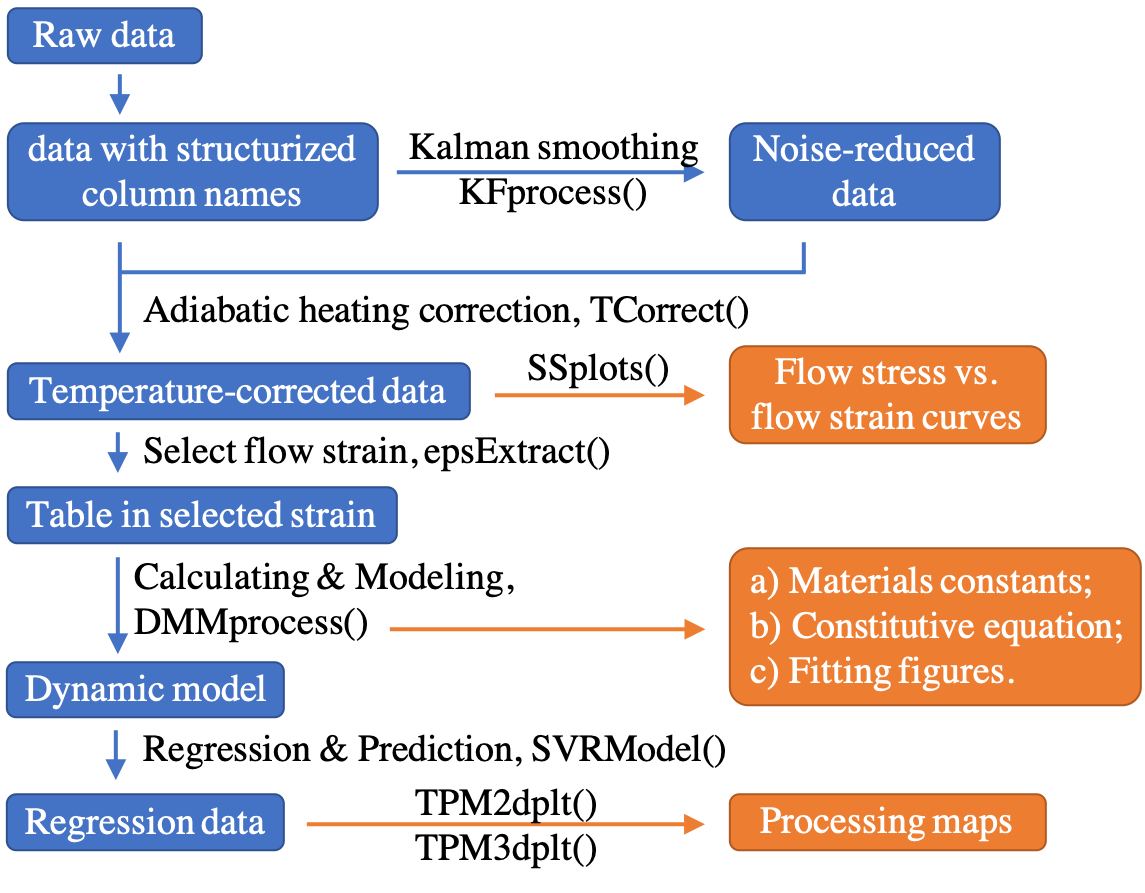 Raw data
data with structurized
column names
Kalman smoothing
KFprocess()
Noise-reduced
data
Adiabatic heating correction, TCorrect()
Temperature-corrected data
SSplots()
Flow stress vs.
flow strain curves
Select flow strain, epsExtract()
Table in selected strain
Calculating & Modeling,
DMMprocess()
a) Materials constants;
b) Constitutive equation;
c) Fitting figures.
Dynamic model
Regression & Prediction, SVRModel()
Regression data
TPM2dplt()
TPM3dplt()
Processing maps